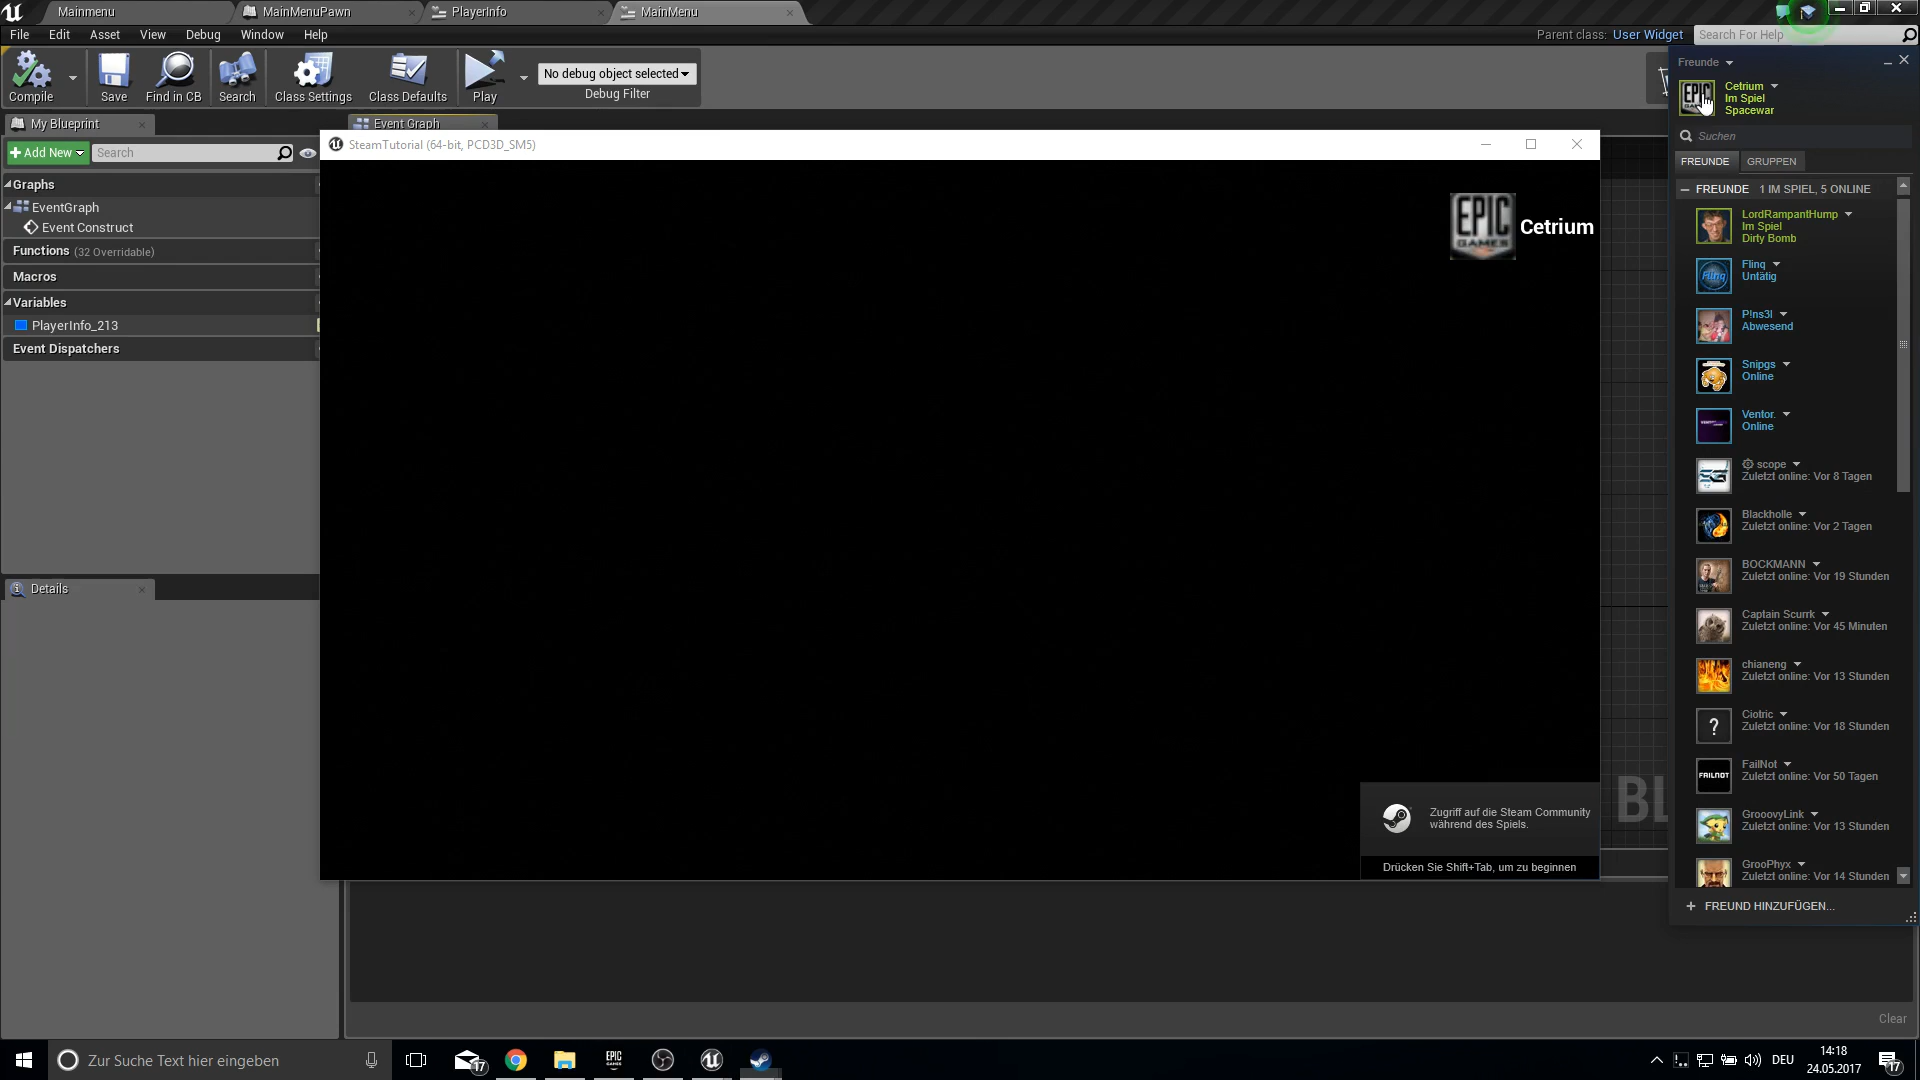 Mainmenu
MainMenuPawn
PlayerInfo
MainMenu
File
Edit
Asset
View
Debug
Window
Help
Parent class: User Widget
Search For Help
Compile
Save
Find in CB
Search
Class Settings
Class Defaults
Play
No debug object selected
Debug Filter
My Blueprint
Event Graph
Add New
Search
Graphs
EventGraph
Event Construct
Functions (32 Overridable)
Macros
Variables
PlayerInfo_213
Event Dispatchers
Details
SteamTutorial (64-bit, PCD3D_SM5)
EPIC
GAMES
Cetrium
Zugriff auf die Steam Community
während des Spiels.
Drücken Sie Shift+Tab, um zu beginnen
BL
Clear
Freunde
Cetrium
Im Spiel
Spacewar
Suchen
FREUNDE
GRUPPEN
FREUNDE 1 IM SPIEL, 5 ONLINE
LordRampantHump
Im Spiel
Dirty Bomb
Flinq
Untätig
P!ns3l
Abwesend
Snipgs
Online
Ventor.
Online
scope
Zuletzt online: Vor 8 Tagen
Blackholle
Zuletzt online: Vor 2 Tagen
BOCKMANN
Zuletzt online: Vor 19 Stunden
Captain Scurrk
Zuletzt online: Vor 45 Minuten
chianeng
Zuletzt online: Vor 13 Stunden
?
Ciotric
Zuletzt online: Vor 18 Stunden
FAILNOT
FailNot
Zuletzt online: Vor 50 Tagen
GrooovyLink
Zuletzt online: Vor 13 Stunden
GrooPhyx
Zuletzt online: Vor 14 Stunden
+ FREUND HINZUFÜGEN...
Zur Suche Text hier eingeben
17
EPIC
GAMES
DEU
14:18
24.05.2017
17